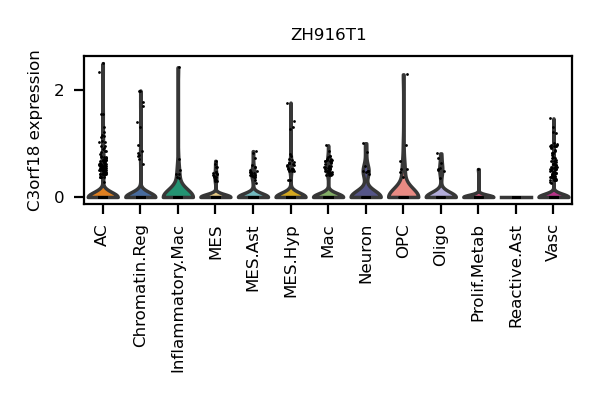 ZH916T1
C3orf18 expression
2
0
AC
Chromatin.Reg
Inflammatory.Mac
MES
MES.Ast
MES.Hyp
Mac
Neuron
OPC
Oligo
Prolif.Metab
Reactive.Ast
Vasc